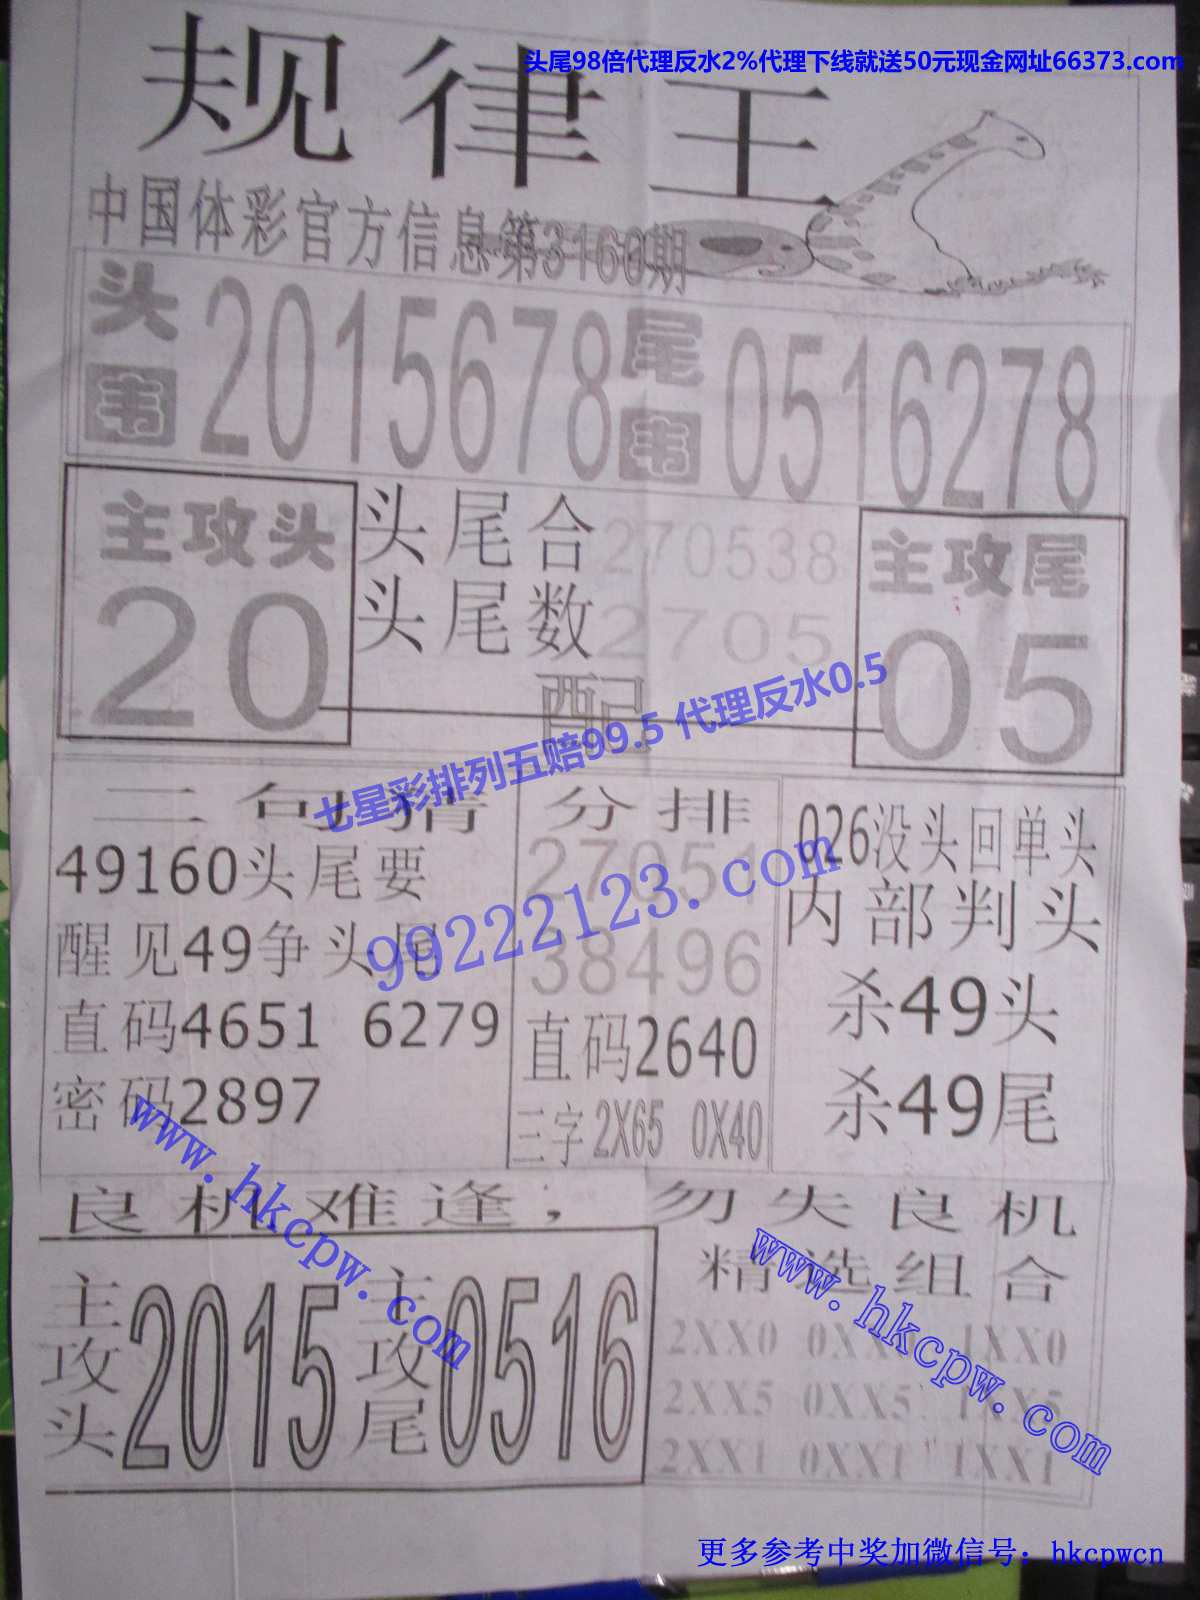 头尾98倍代理反水2%代理下线就送50元现金网址66373.com
规律王
中国体彩官方信息第3160期
头韦 2015678 尾韦 0516278
主攻头 20
头尾合 270538
头尾数 2705
配
主攻尾 05
七星彩排列五赔99.5 代理反水0.5
99222123.com
49160头尾要
醒见49争头尾
直码4651 6279
密码2897
分排
27051
38496
直码2640
三字2X65 0X40
026没头回单头
内部判头
杀49头
杀49尾
良机难逢，勿失良机
主攻头 2015 主攻尾 0516
精选组合
2XX0 1XX0
2XX5 0XX5 1XX5
2XX1 0XX1 1XX1
www.hkcpw.com
www.hkcpw.com
更多参考中奖加微信号：hkcpwcn